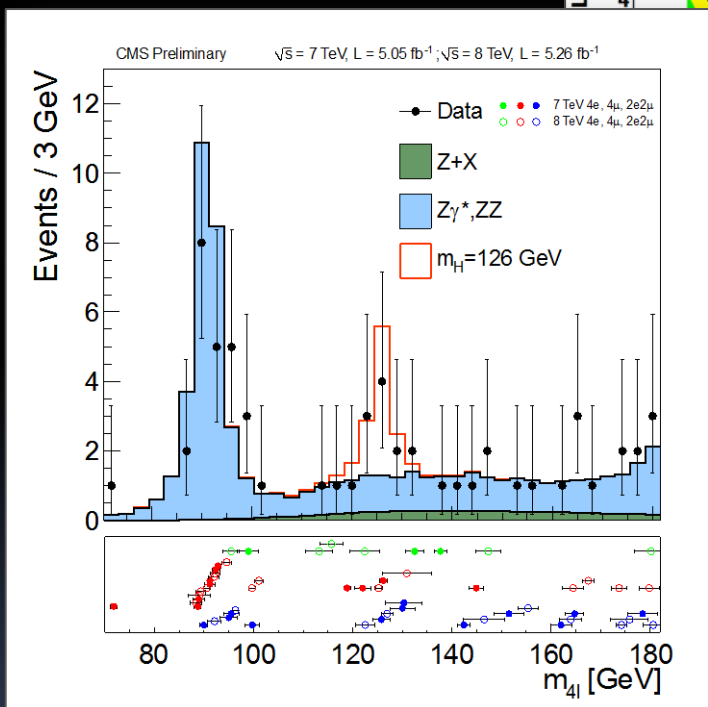 4
CMS Preliminary √s = 7 TeV, L = 5.05 fb⁻¹ ; √s = 8 TeV, L = 5.26 fb⁻¹
Events / 3 GeV
12
10
8
6
4
2
0
Data
7 TeV 4e, 4μ, 2e2μ
8 TeV 4e, 4μ, 2e2μ
Z+X
Zγ*,ZZ
m_H=126 GeV
80 100 120 140 160 180
m_4l [GeV]